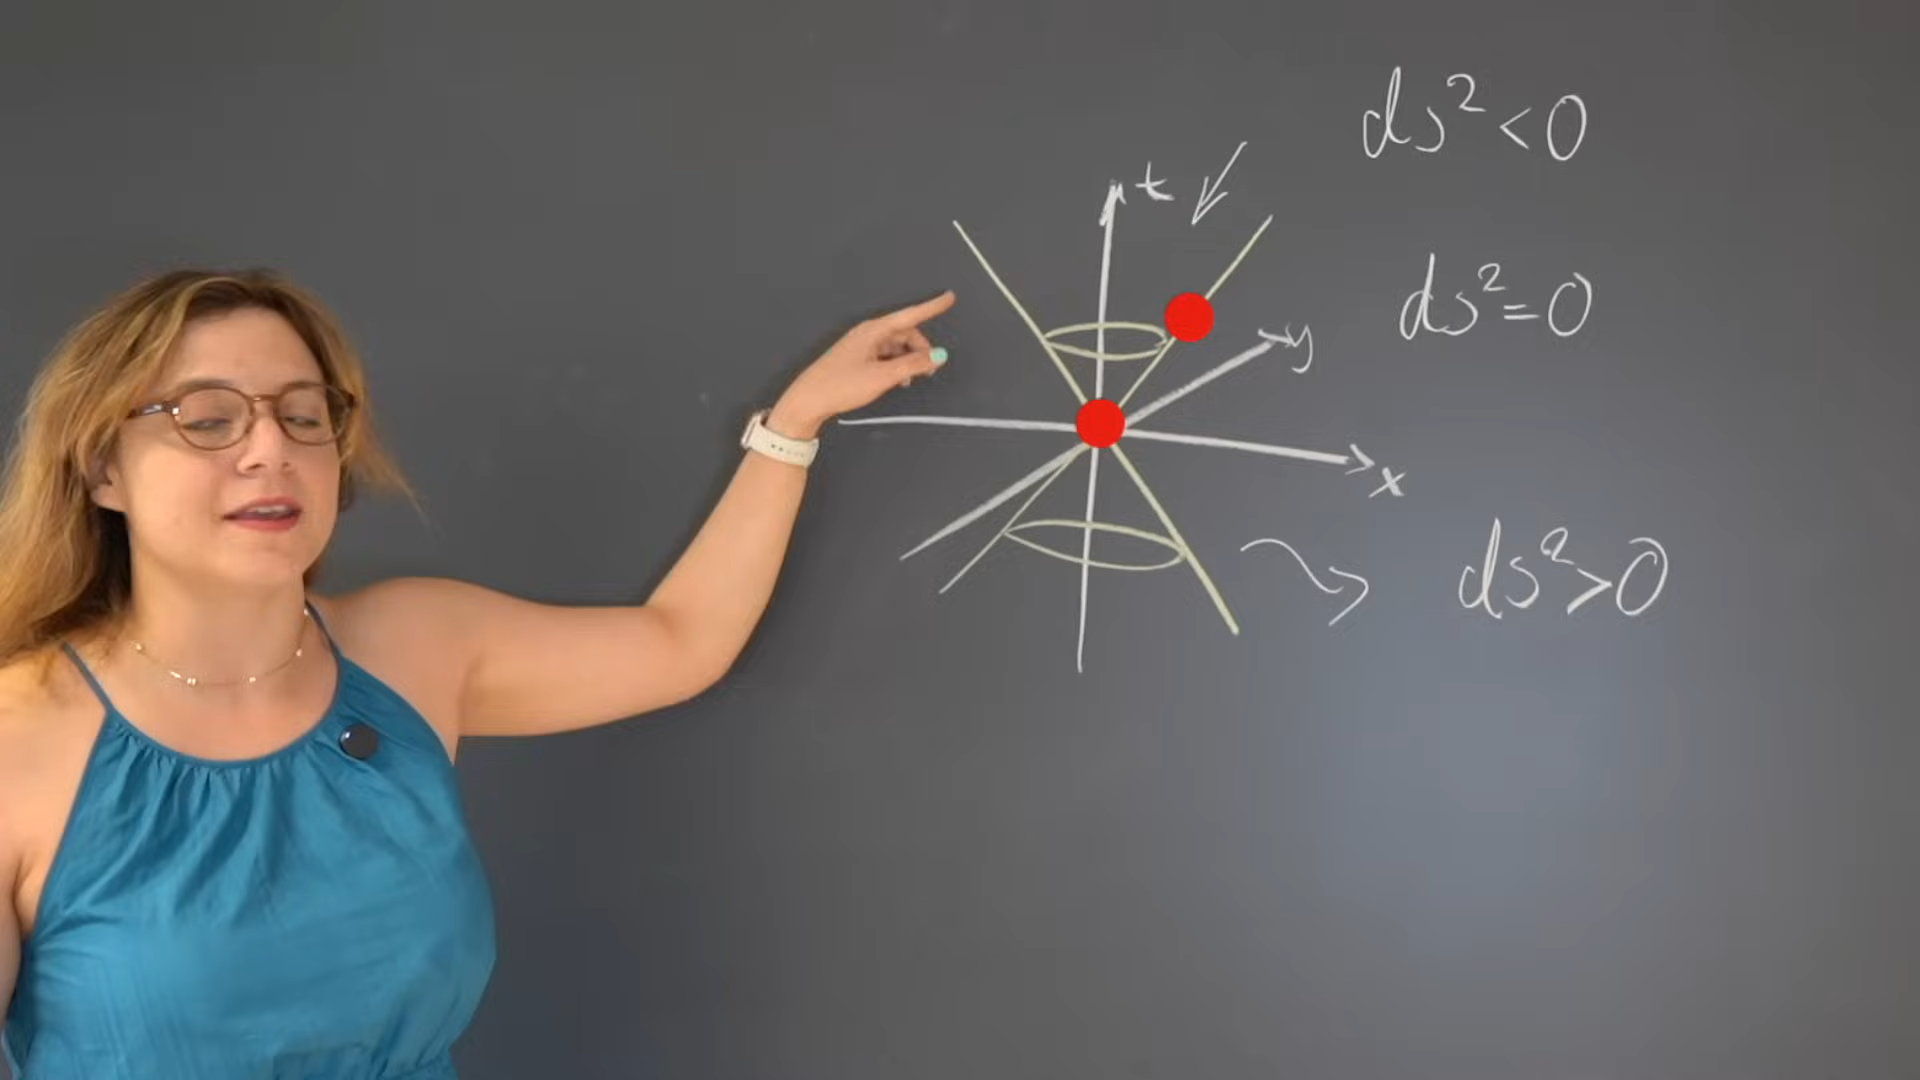 ds² < 0
t
ds² = 0
y
x
ds² > 0